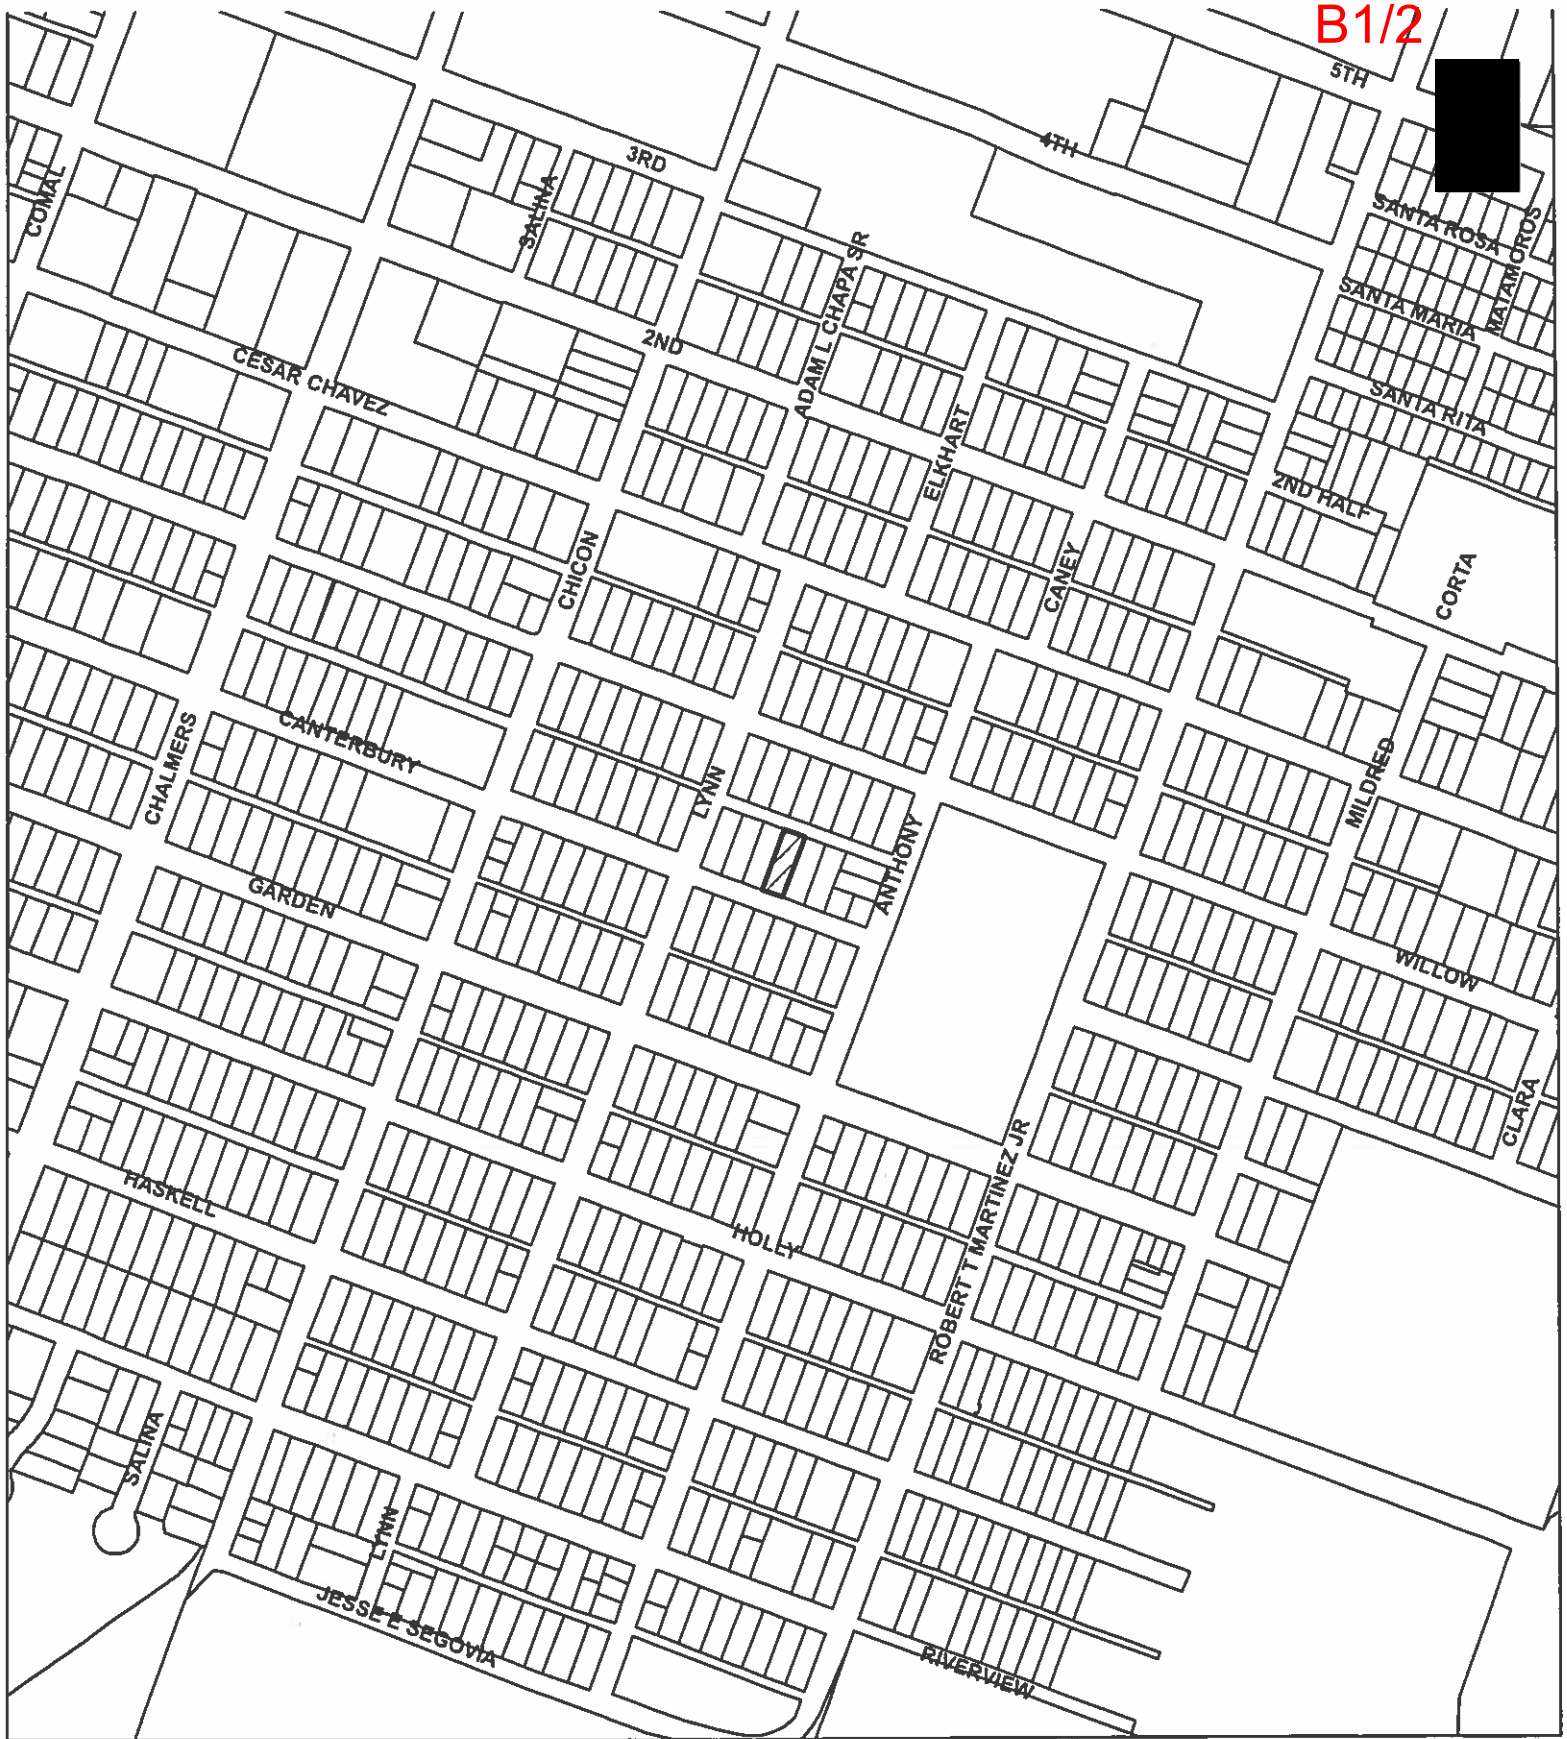 B1/2
5TH
4TH
3RD
COMAL
SALINA
SANTA ROSA
MATAMOROS
ADAM L CHAPA SR
SANTA MARIA
2ND
CESAR CHAVEZ
SANTA RITA
ELKHART
2ND HALF
CHICON
CANEY
CORTA
CANTERBURY
CHALMERS
LYNN
MILDRED
ANTHONY
GARDEN
WILLOW
CLARA
HASKELL
HOLLY
ROBERT T MARTINEZ JR
SALINA
LYNN
JESSE E SEGOVIA
RIVERVIEW